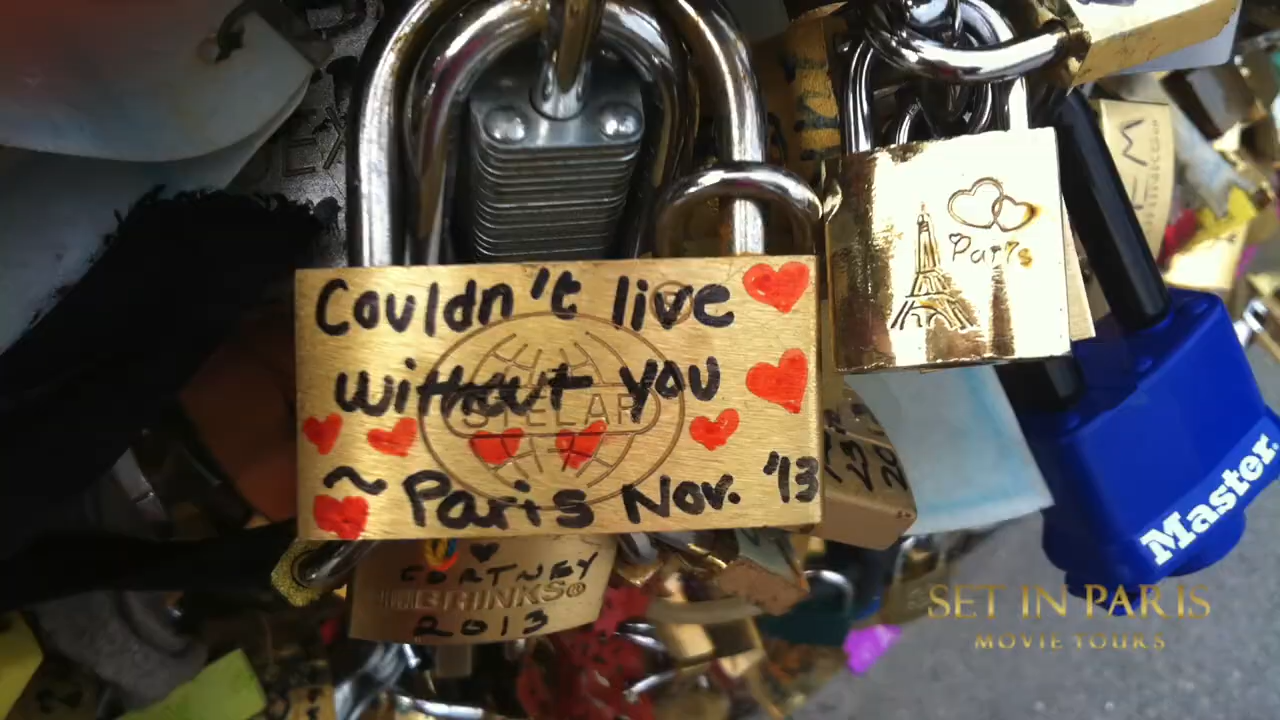 Couldn't live
without you
STELAR
~ Paris Nov. '13
Paris
Master.
CORTNEY
BRINKS®
2013
SET IN PARIS
MOVIE TOURS